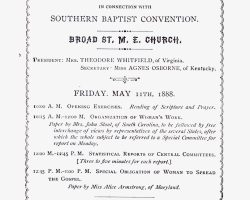 IN CONNECTION WITH
SOUTHERN BAPTIST CONVENTION.
BROAD ST. M. E. CHURCH.
PRESIDENT: MRS. THEODORE WHITFIELD, of Virginia.
SECRETARY: MISS AGNES OSBORNE, of Kentucky.
FRIDAY, MAY 11TH, 1888.
10:00 A. M. OPENING EXERCISES. Reading of Scripture and Prayer.
10:15 A. M.-12:00 M. ORGANIZATION OF WOMAN'S WORK.
Paper by Mrs. John Stout, of South Carolina, to be followed by free
interchange of views by representatives of the several states, after
which the whole subject to be referred to a Special Committee for
report on Monday.
12:00 M.-12:45 P. M. STATISTICAL REPORTS OF CENTRAL COMMITTEES.
[Three to five minutes for each report.]
12:45 P. M.-1:00 P. M. SPECIAL OBLIGATION OF WOMAN TO SPREAD
THE GOSPEL.
Paper by Miss Alice Armstrong, of Maryland.